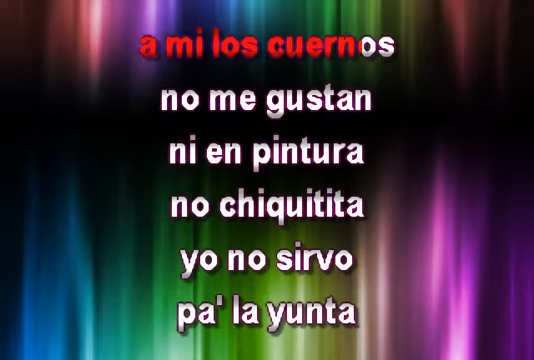 a mi los cuernos
no me gustan
ni en pintura
no chiquitita
yo no sirvo
pa' la yunta